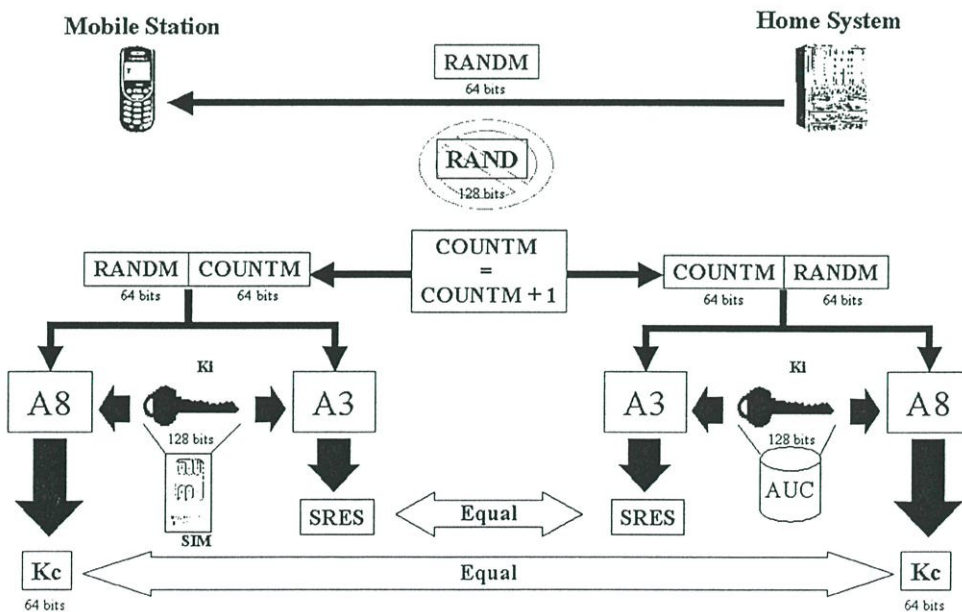 Mobile Station
Home System
RANDM
64 bits
RAND
128 bits
COUNTM
=
COUNTM + 1
RANDM COUNTM
64 bits 64 bits
COUNTM RANDM
64 bits 64 bits
A8
Ki
A3
128 bits
SIM
A3
Ki
A8
128 bits
AUC
SRES
Equal
SRES
Kc
64 bits
Equal
Kc
64 bits